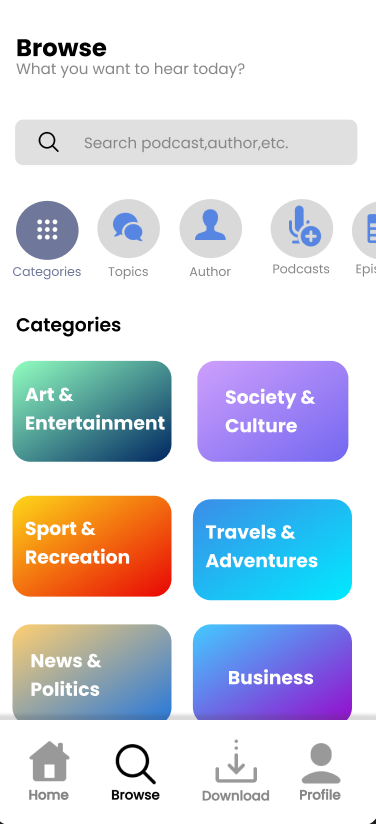 Browse
What you want to hear today?
Search podcast,author,etc.
Categories
Topics
Author
Podcasts
Epis
Categories
Art &
Entertainment
Society &
Culture
Sport &
Recreation
Travels &
Adventures
News &
Politics
Business
Home
Browse
Download
Profile